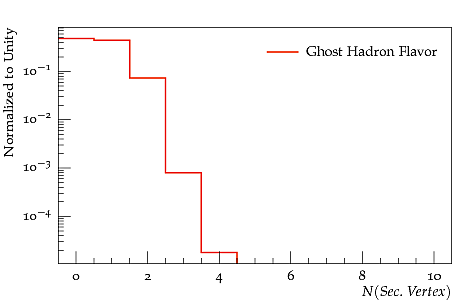 Normalized to Unity
Ghost Hadron Flavor
10⁻¹
10⁻²
10⁻³
10⁻⁴
0 2 4 6 8 10
N(Sec. Vertex)